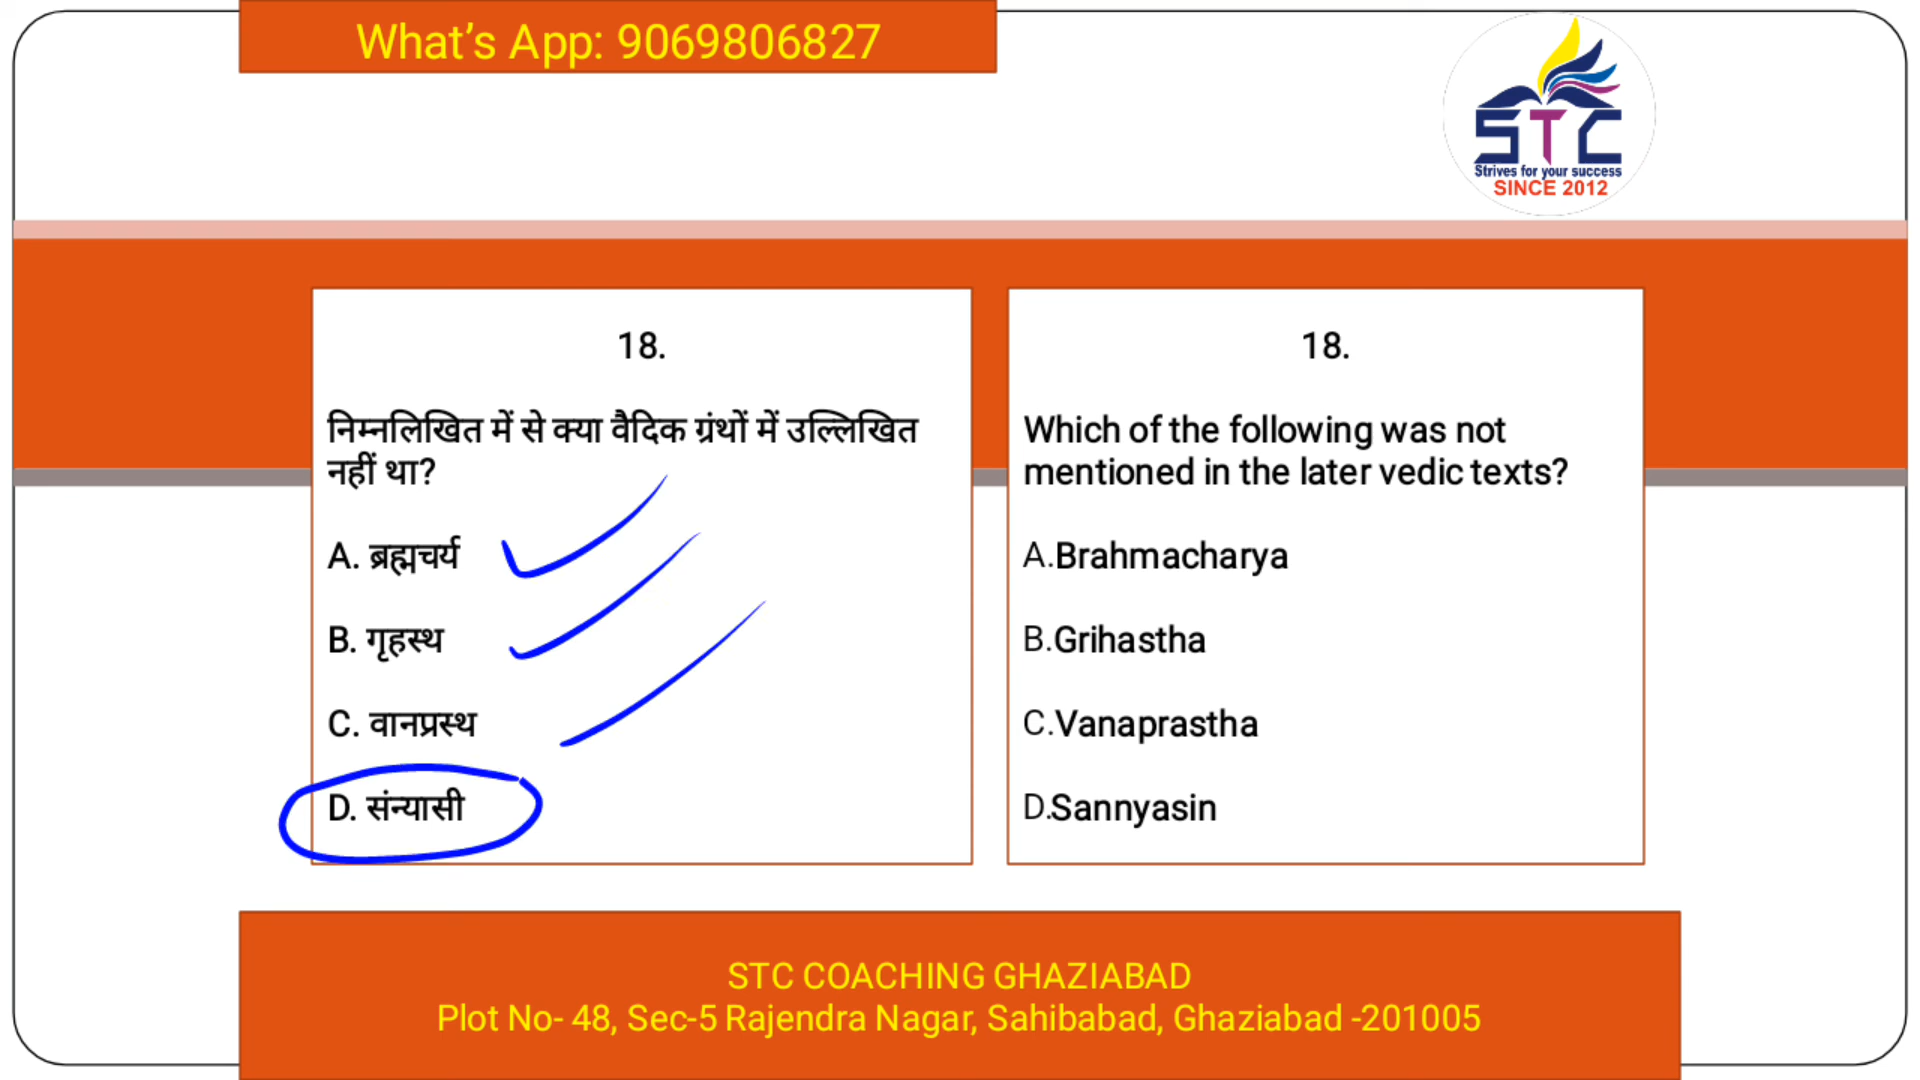 What's App: 9069806827
STC
Strives for your success
SINCE 2012
18.
निम्नलिखित में से क्या वैदिक ग्रंथों में उल्लिखित
नहीं था?
A. ब्रह्मचर्य
B. गृहस्थ
C. वानप्रस्थ
D. संन्यासी
18.
Which of the following was not
mentioned in the later vedic texts?
A.Brahmacharya
B.Grihastha
C.Vanaprastha
D.Sannyasin
STC COACHING GHAZIABAD
Plot No- 48, Sec-5 Rajendra Nagar, Sahibabad, Ghaziabad -201005